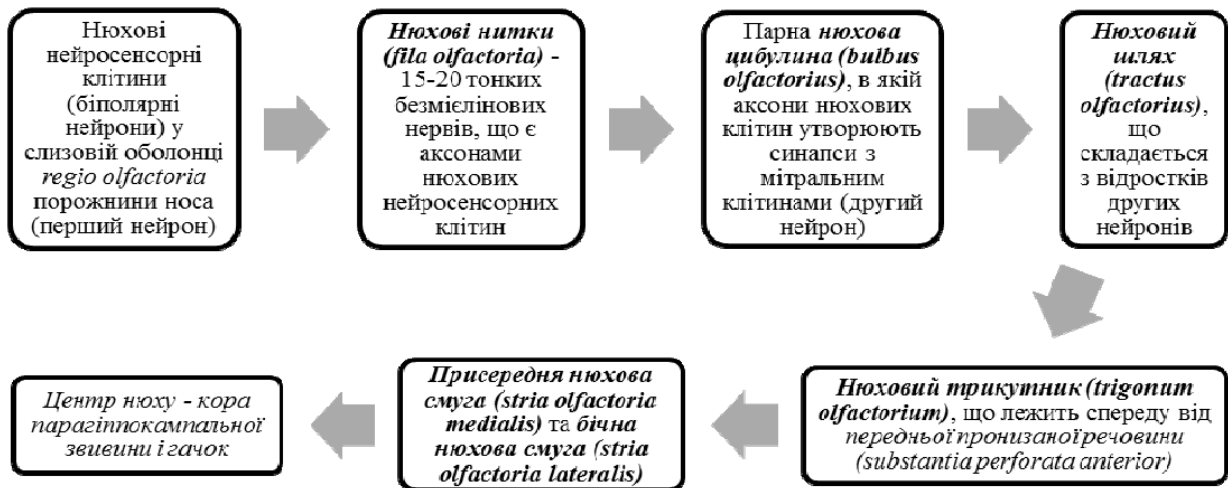 Нюхові
нейросенсорні
клітини
(біполярні
нейрони) у
слизовій оболонці
regio olfactoria
порожнини носа
(перший нейрон)
Нюхові нитки
(fila olfactoria) -
15-20 тонких
безмієлінових
нервів, що є
аксонами
нюхових
нейросенсорних
клітин
Парна нюхова
цибулина (bulbus
olfactorius), в якій
аксони нюхових
клітин утворюють
синапси з
мітральним
клітинами (другий
нейрон)
Нюховий
шлях
(tractus
olfactorius),
що
складається
з відростків
других
нейронів
Нюховий трикутник (trigonum
olfactorium), що лежить спереду від
передньої пронизаної речовини
(substantia perforata anterior)
Присередня нюхова
смуга (stria olfactoria
medialis) та бічна
нюхова смуга (stria
olfactoria lateralis)
Центр нюху - кора
парагіппокампальної
звивини і гачок